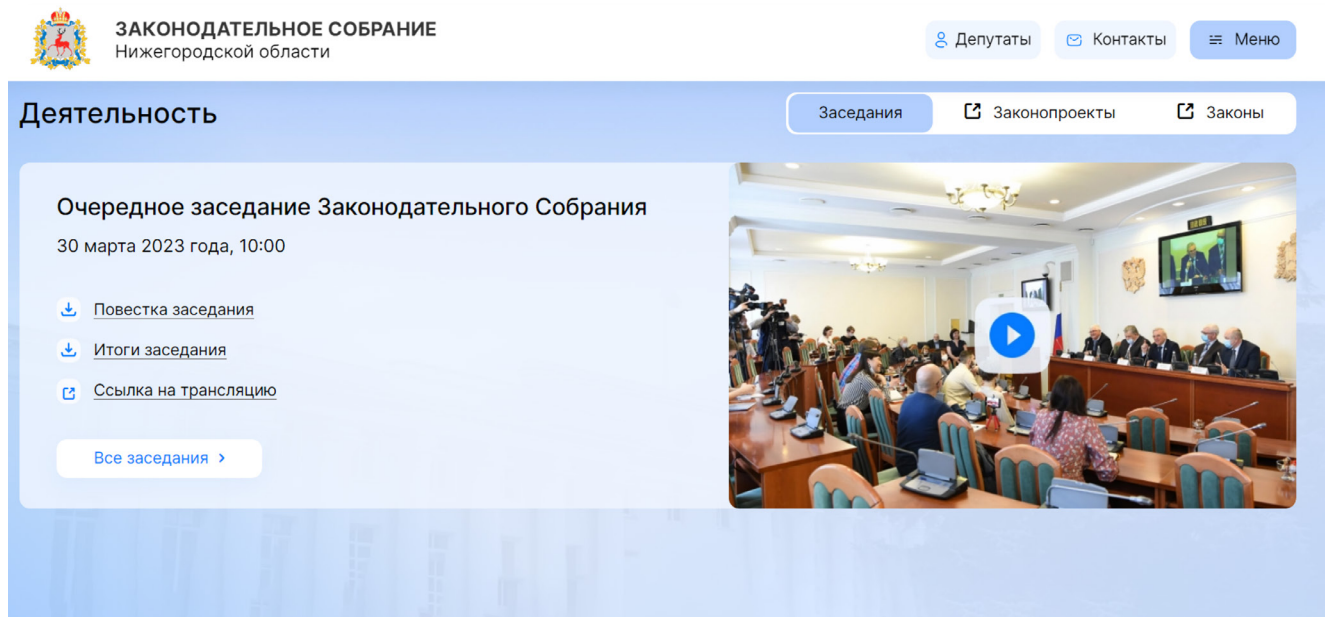 ЗАКОНОДАТЕЛЬНОЕ СОБРАНИЕ
Нижегородской области
Депутаты
Контакты
Меню
Деятельность
Заседания
Законопроекты
Законы
Очередное заседание Законодательного Собрания
30 марта 2023 года, 10:00
Повестка заседания
Итоги заседания
Ссылка на трансляцию
Все заседания